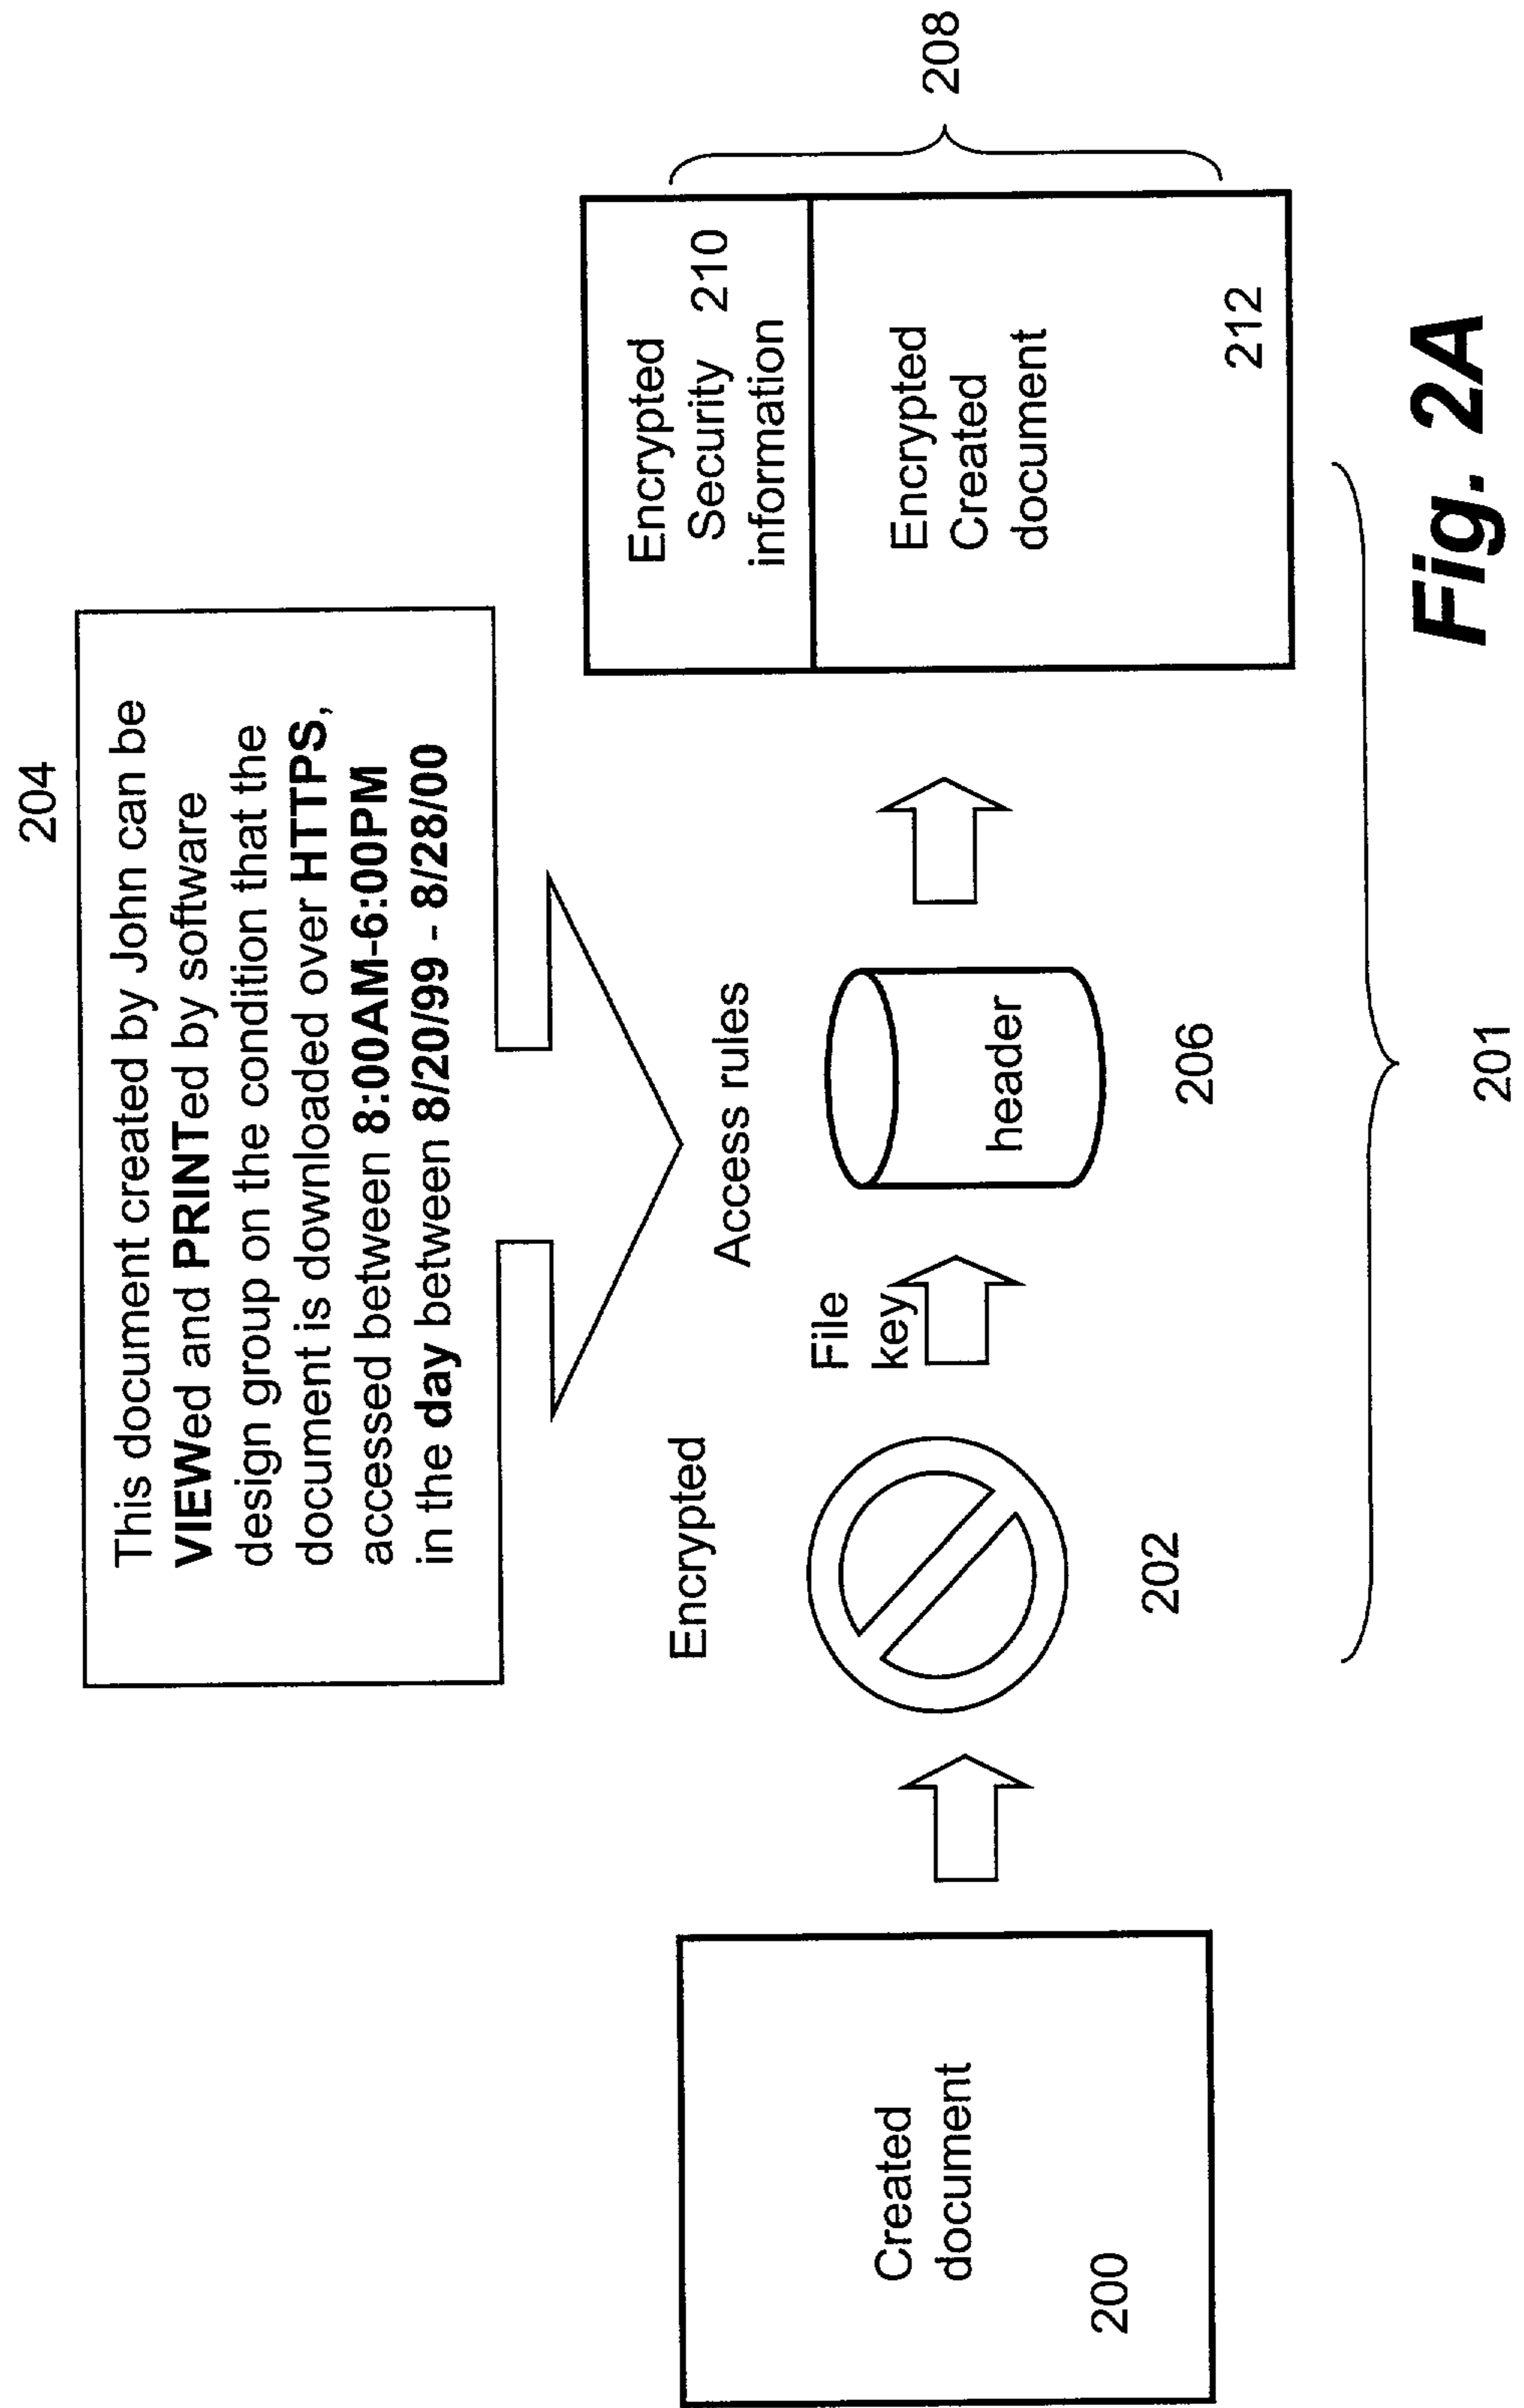 204
This document created by John can be
VIEWed and PRINTed by software
design group on the condition that the
document is downloaded over HTTPS,
accessed between 8:00AM-6:00PM
in the day between 8/20/99 - 8/28/00
Created
document
200
Encrypted
202
File
key
Access rules
header
206
Encrypted
Security 210
information
Encrypted
Created
document
212
208
201
Fig. 2A